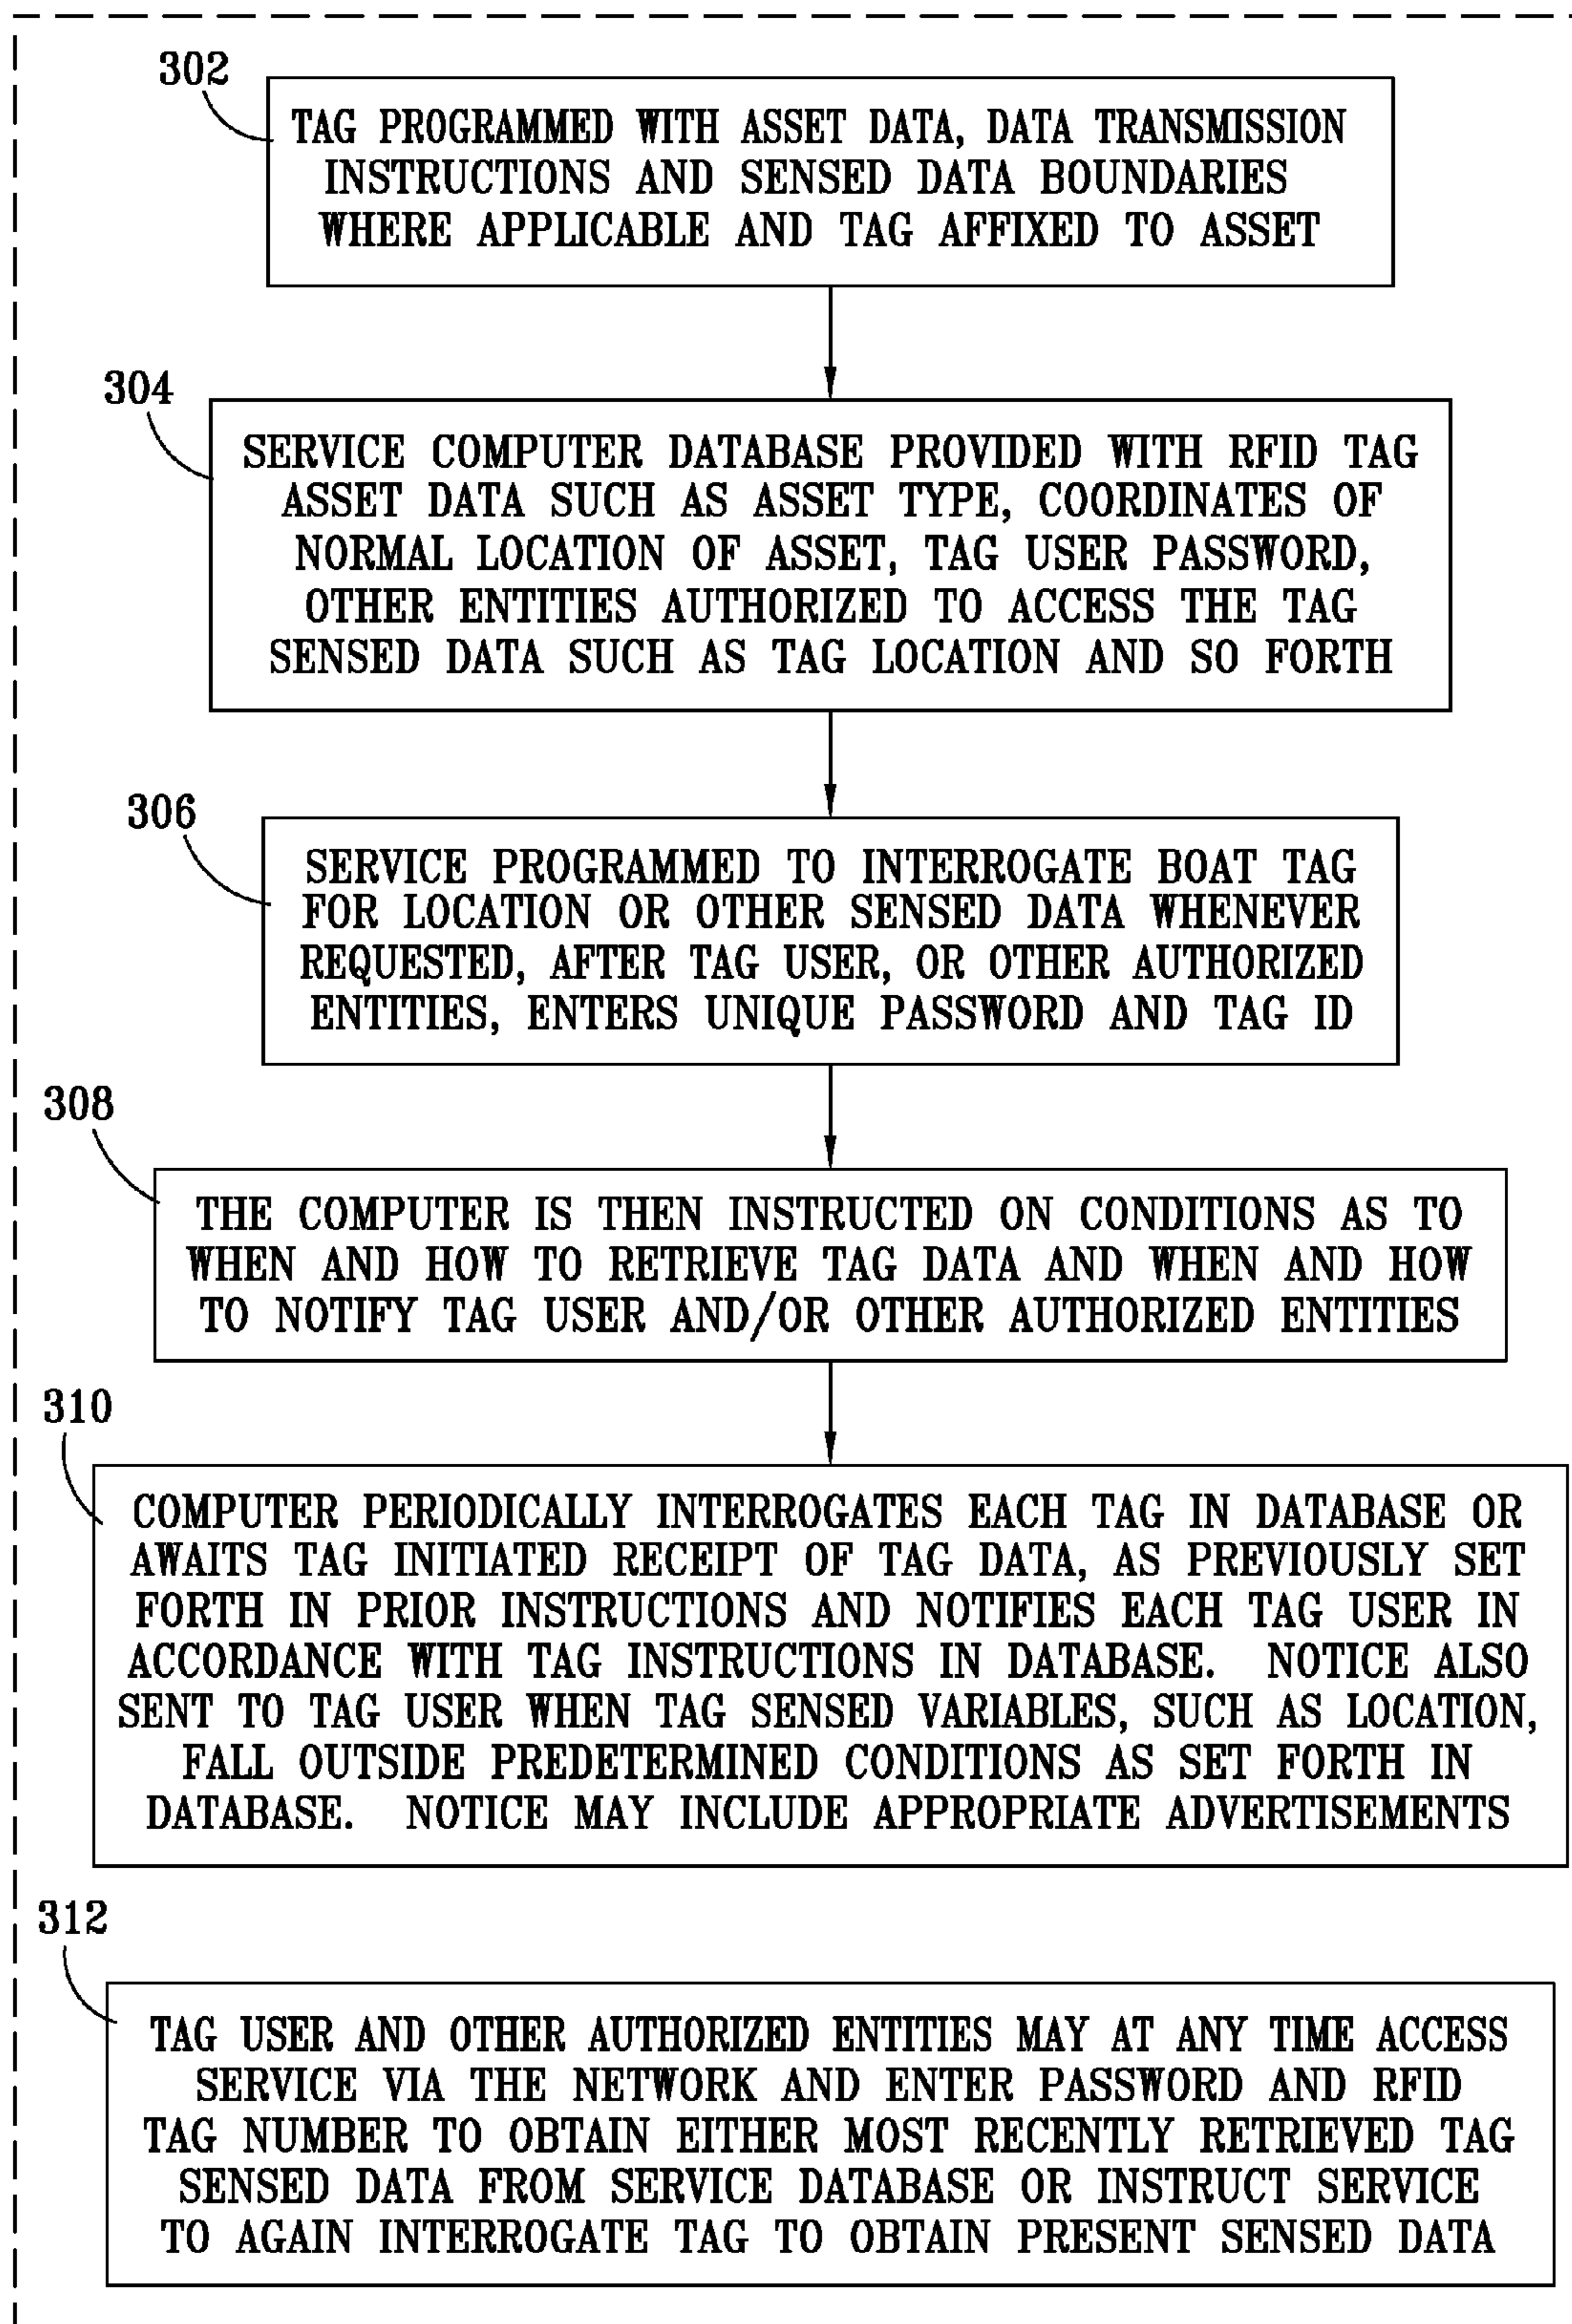 302
TAG PROGRAMMED WITH ASSET DATA, DATA TRANSMISSION
INSTRUCTIONS AND SENSED DATA BOUNDARIES
WHERE APPLICABLE AND TAG AFFIXED TO ASSET
304
SERVICE COMPUTER DATABASE PROVIDED WITH RFID TAG
ASSET DATA SUCH AS ASSET TYPE, COORDINATES OF
NORMAL LOCATION OF ASSET, TAG USER PASSWORD,
OTHER ENTITIES AUTHORIZED TO ACCESS THE TAG
SENSED DATA SUCH AS TAG LOCATION AND SO FORTH
306
SERVICE PROGRAMMED TO INTERROGATE BOAT TAG
FOR LOCATION OR OTHER SENSED DATA WHENEVER
REQUESTED, AFTER TAG USER, OR OTHER AUTHORIZED
ENTITIES, ENTERS UNIQUE PASSWORD AND TAG ID
308
THE COMPUTER IS THEN INSTRUCTED ON CONDITIONS AS TO
WHEN AND HOW TO RETRIEVE TAG DATA AND WHEN AND HOW
TO NOTIFY TAG USER AND/OR OTHER AUTHORIZED ENTITIES
310
COMPUTER PERIODICALLY INTERROGATES EACH TAG IN DATABASE OR
AWAITS TAG INITIATED RECEIPT OF TAG DATA, AS PREVIOUSLY SET
FORTH IN PRIOR INSTRUCTIONS AND NOTIFIES EACH TAG USER IN
ACCORDANCE WITH TAG INSTRUCTIONS IN DATABASE. NOTICE ALSO
SENT TO TAG USER WHEN TAG SENSED VARIABLES, SUCH AS LOCATION,
FALL OUTSIDE PREDETERMINED CONDITIONS AS SET FORTH IN
DATABASE. NOTICE MAY INCLUDE APPROPRIATE ADVERTISEMENTS
312
TAG USER AND OTHER AUTHORIZED ENTITIES MAY AT ANY TIME ACCESS
SERVICE VIA THE NETWORK AND ENTER PASSWORD AND RFID
TAG NUMBER TO OBTAIN EITHER MOST RECENTLY RETRIEVED TAG
SENSED DATA FROM SERVICE DATABASE OR INSTRUCT SERVICE
TO AGAIN INTERROGATE TAG TO OBTAIN PRESENT SENSED DATA